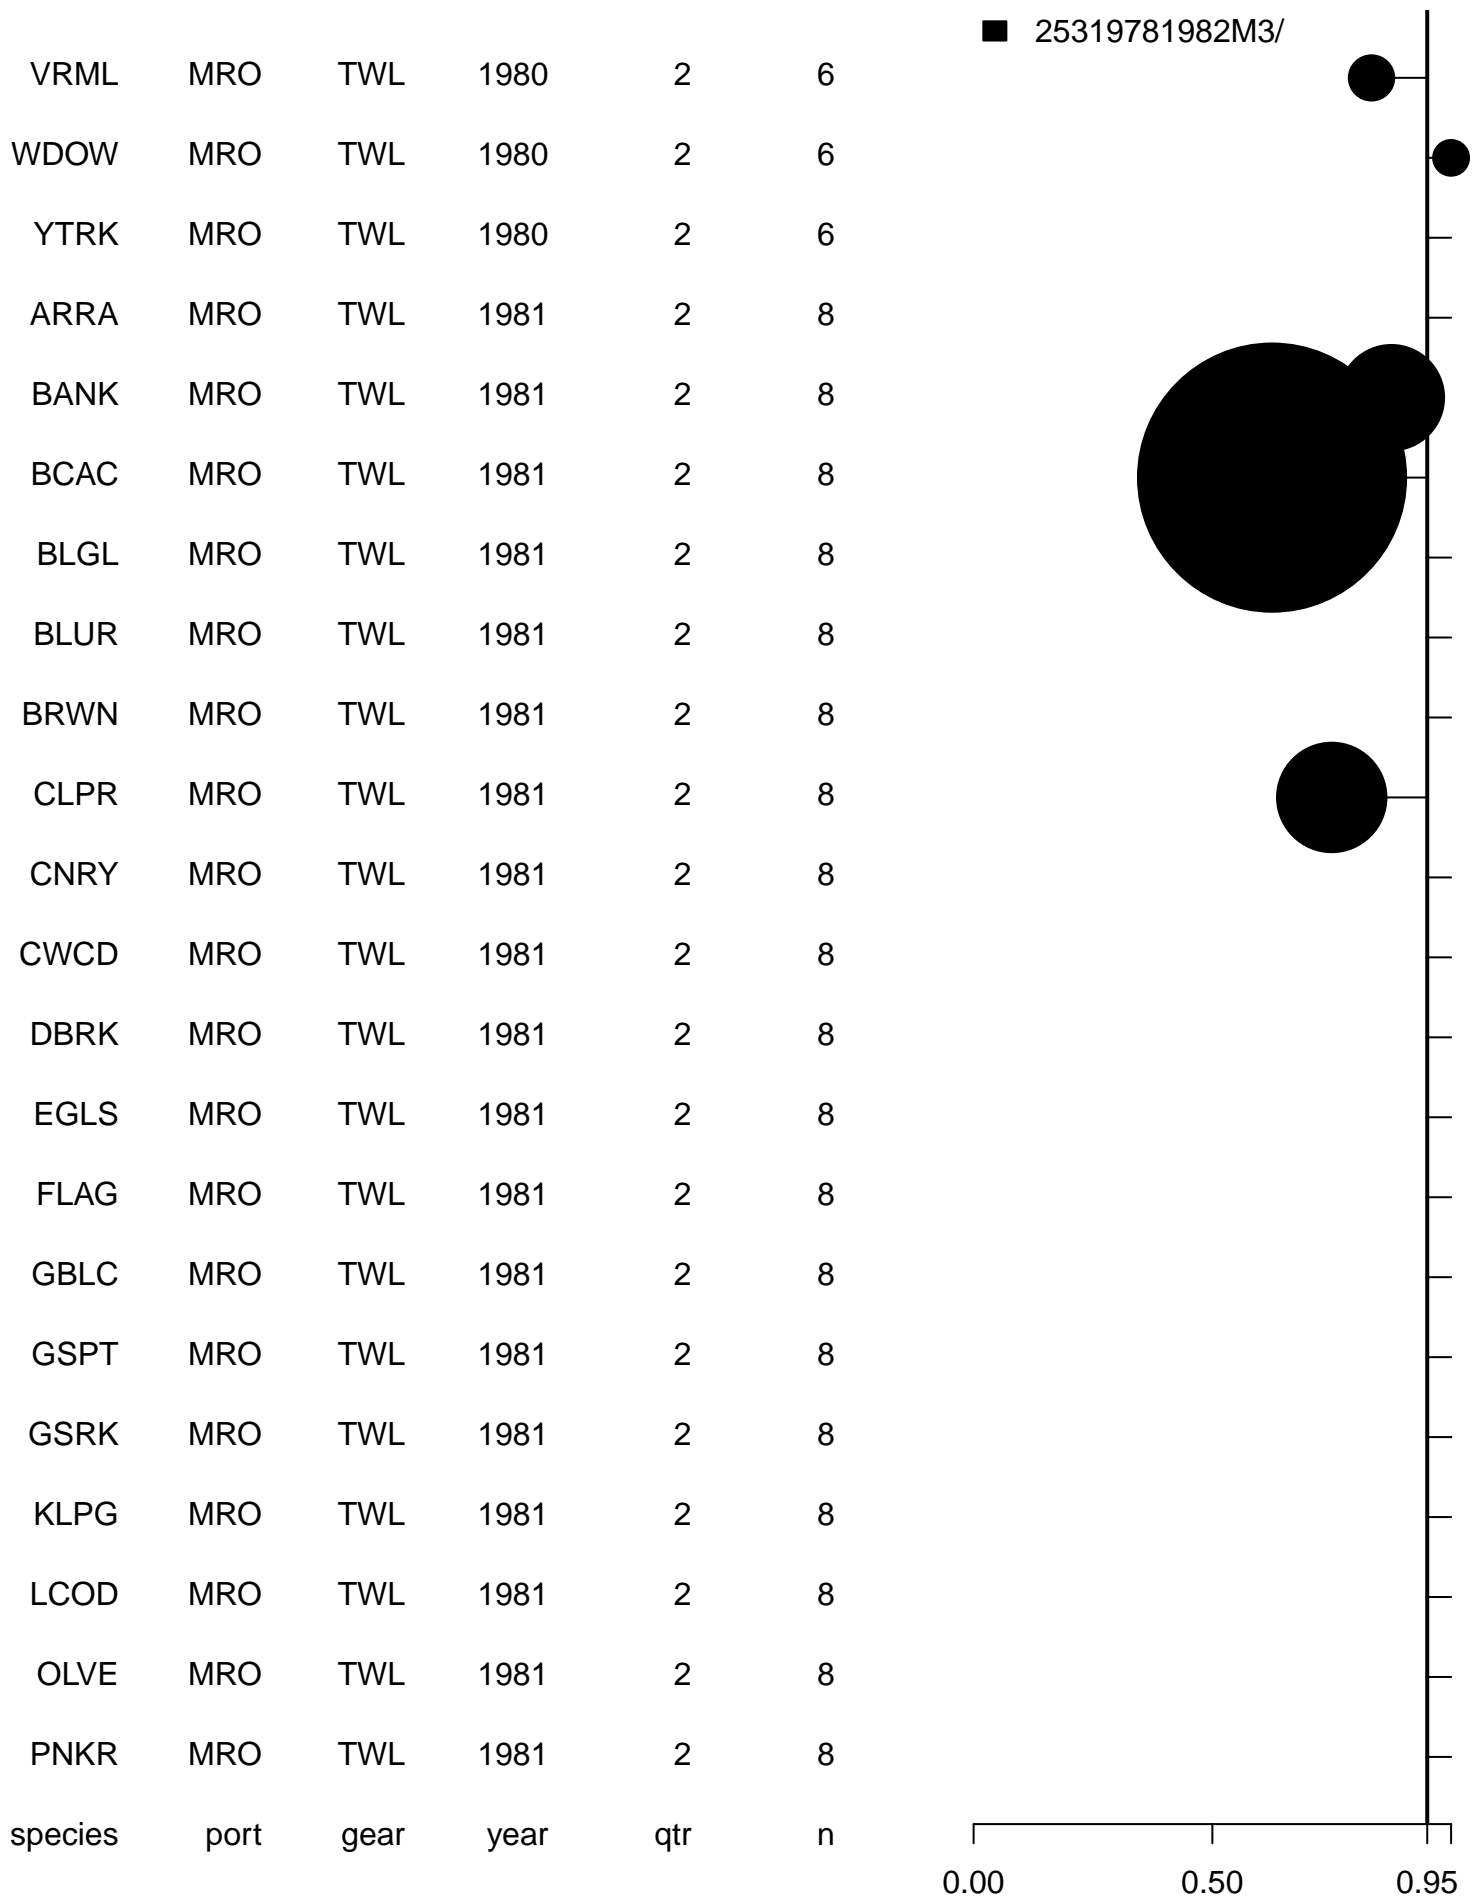 25319781982M3/
VRML MRO TWL 1980 2 6
WDOW MRO TWL 1980 2 6
YTRK MRO TWL 1980 2 6
ARRA MRO TWL 1981 2 8
BANK MRO TWL 1981 2 8
BCAC MRO TWL 1981 2 8
BLGL MRO TWL 1981 2 8
BLUR MRO TWL 1981 2 8
BRWN MRO TWL 1981 2 8
CLPR MRO TWL 1981 2 8
CNRY MRO TWL 1981 2 8
CWCD MRO TWL 1981 2 8
DBRK MRO TWL 1981 2 8
EGLS MRO TWL 1981 2 8
FLAG MRO TWL 1981 2 8
GBLC MRO TWL 1981 2 8
GSPT MRO TWL 1981 2 8
GSRK MRO TWL 1981 2 8
KLPG MRO TWL 1981 2 8
LCOD MRO TWL 1981 2 8
OLVE MRO TWL 1981 2 8
PNKR MRO TWL 1981 2 8
species port gear year qtr n
0.00 0.50 0.95